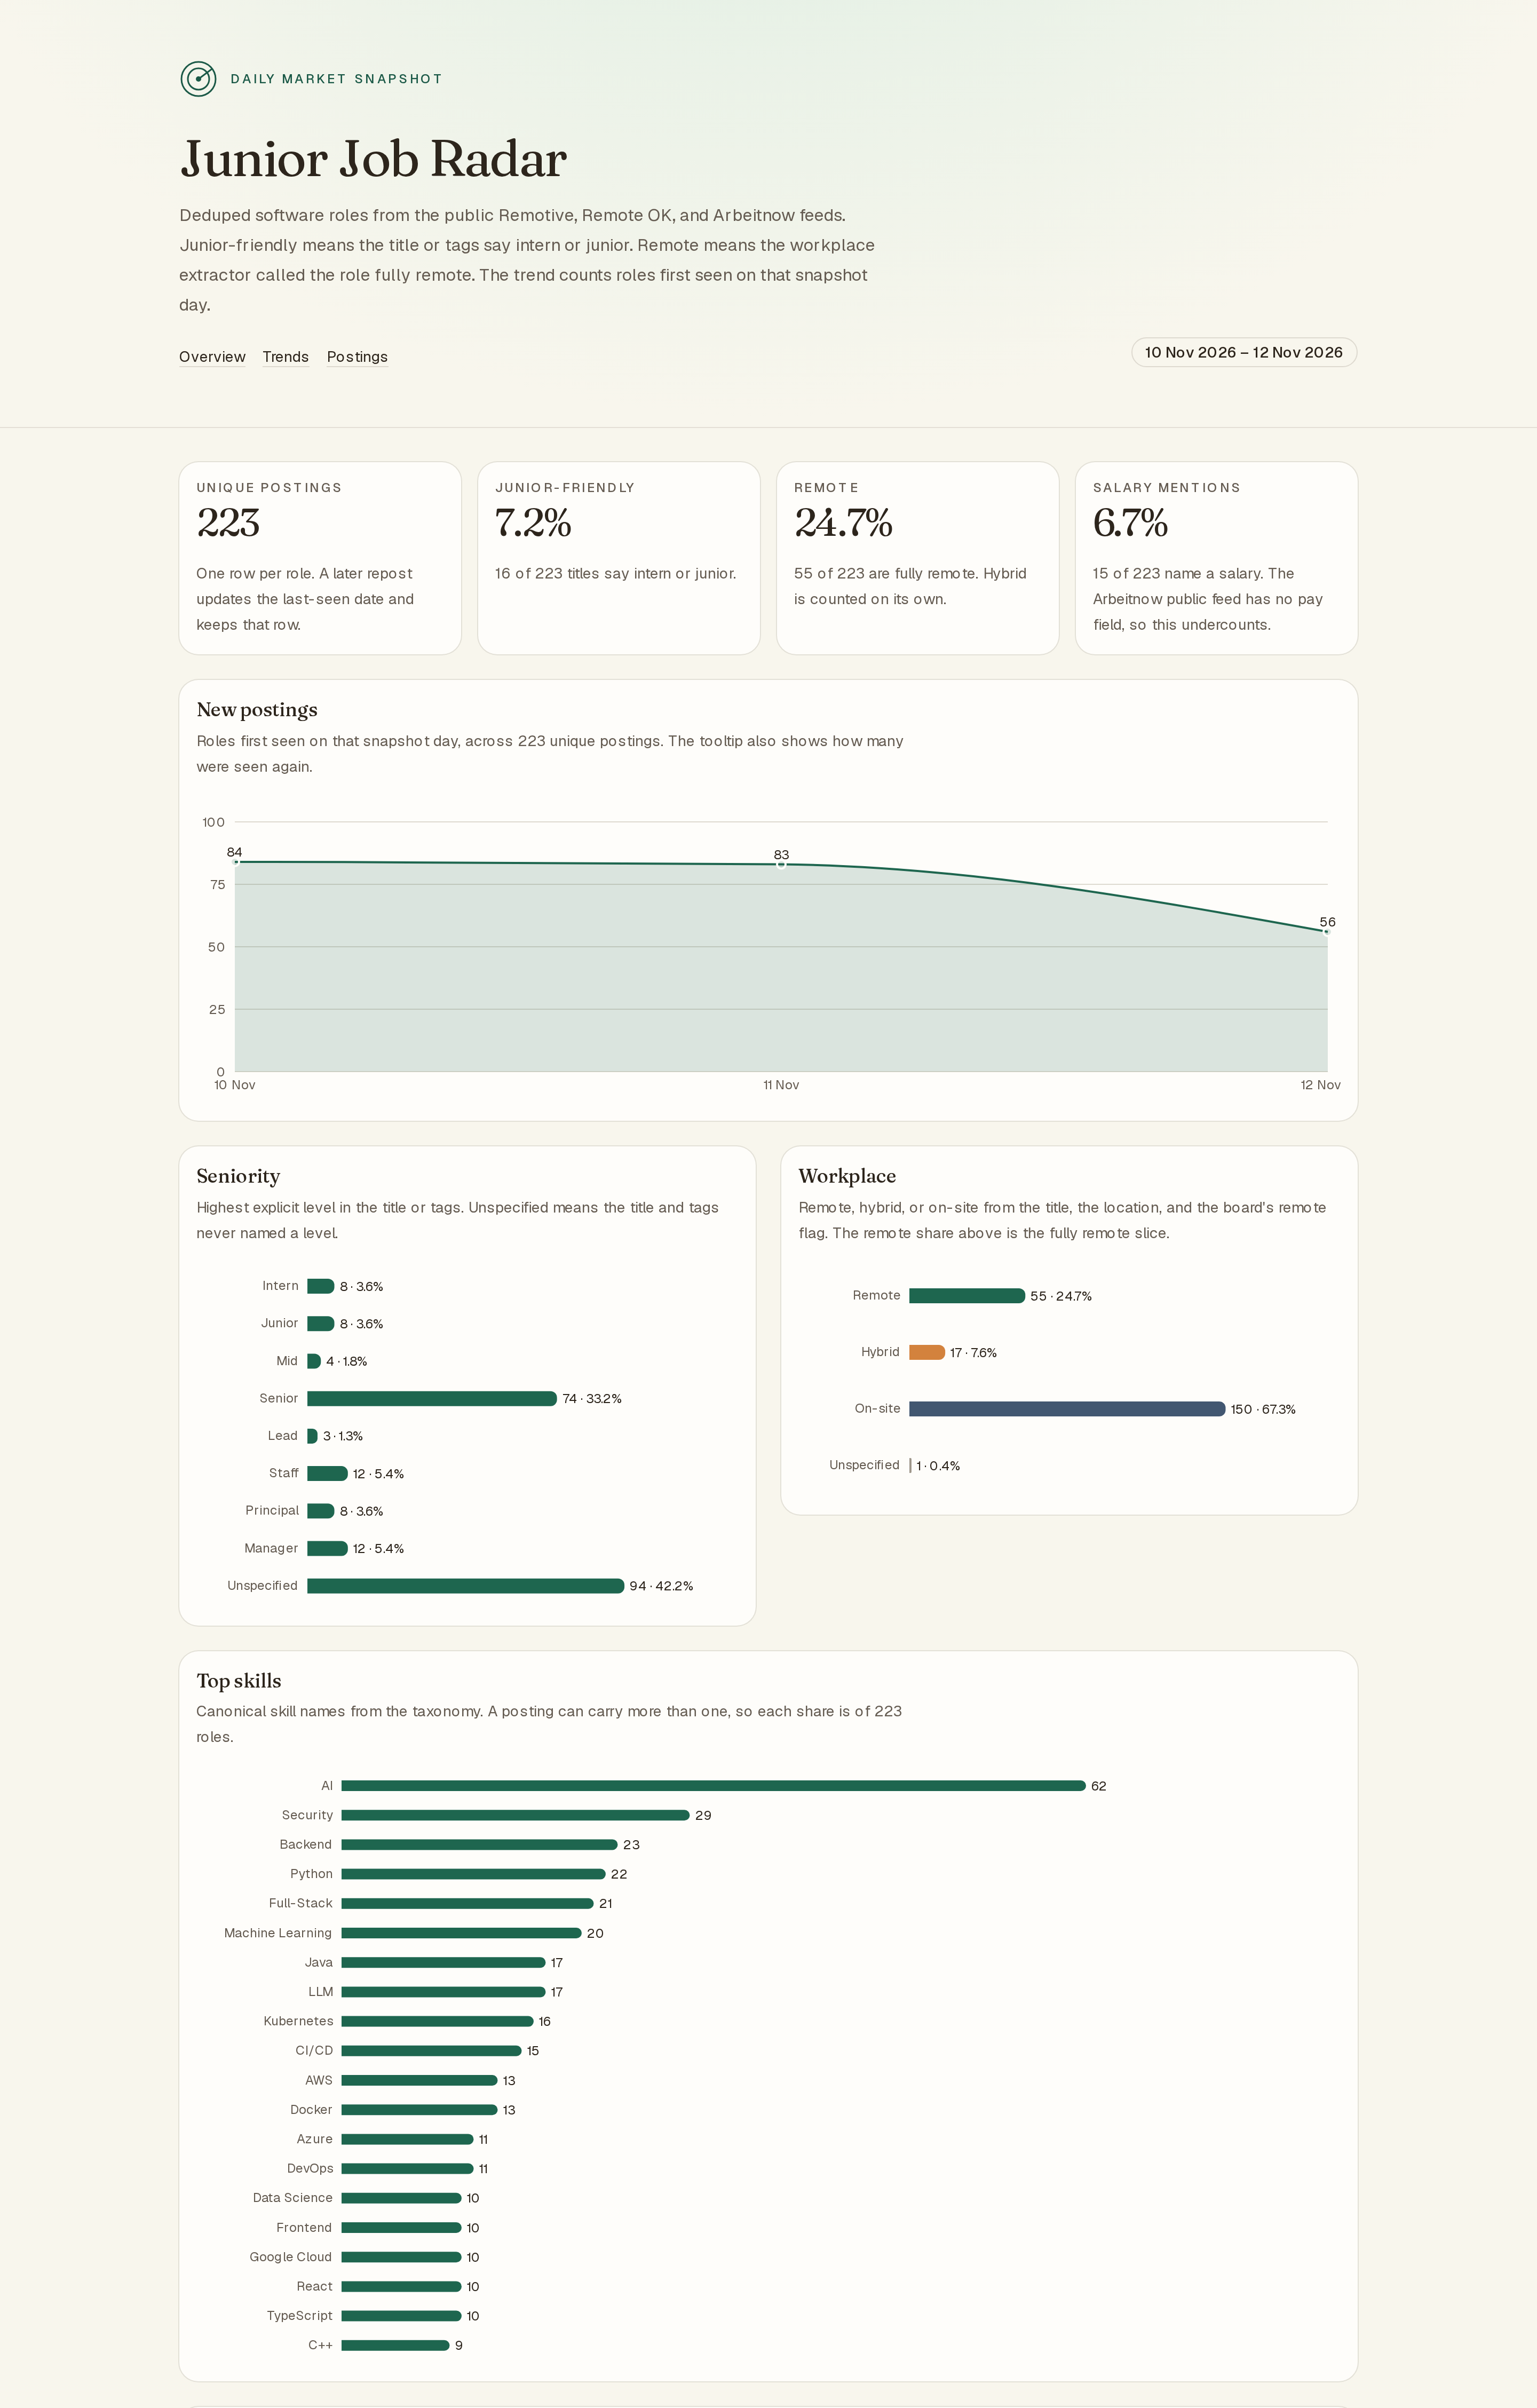 DAILY MARKET SNAPSHOT
Junior Job Radar
Deduped software roles from the public Remotive, Remote OK, and Arbeitnow feeds.
Junior-friendly means the title or tags say intern or junior. Remote means the workplace
extractor called the role fully remote. The trend counts roles first seen on that snapshot
day.
Overview Trends Postings
10 Nov 2026 – 12 Nov 2026
UNIQUE POSTINGS
223
One row per role. A later repost
updates the last-seen date and
keeps that row.
JUNIOR-FRIENDLY
7.2%
16 of 223 titles say intern or junior.
REMOTE
24.7%
55 of 223 are fully remote. Hybrid
is counted on its own.
SALARY MENTIONS
6.7%
15 of 223 name a salary. The
Arbeitnow public feed has no pay
field, so this undercounts.
New postings
Roles first seen on that snapshot day, across 223 unique postings. The tooltip also shows how many
were seen again.
100
84
83
75
56
50
25
0
10 Nov 11 Nov 12 Nov
Seniority
Highest explicit level in the title or tags. Unspecified means the title and tags
never named a level.
Intern 8 · 3.6%
Junior 8 · 3.6%
Mid 4 · 1.8%
Senior 74 · 33.2%
Lead 3 · 1.3%
Staff 12 · 5.4%
Principal 8 · 3.6%
Manager 12 · 5.4%
Unspecified 94 · 42.2%
Workplace
Remote, hybrid, or on-site from the title, the location, and the board's remote
flag. The remote share above is the fully remote slice.
Remote 55 · 24.7%
Hybrid 17 · 7.6%
On-site 150 · 67.3%
Unspecified 1 · 0.4%
Top skills
Canonical skill names from the taxonomy. A posting can carry more than one, so each share is of 223
roles.
AI 62
Security 29
Backend 23
Python 22
Full-Stack 21
Machine Learning 20
Java 17
LLM 17
Kubernetes 16
CI/CD 15
AWS 13
Docker 13
Azure 11
DevOps 11
Data Science 10
Frontend 10
Google Cloud 10
React 10
TypeScript 10
C++ 9